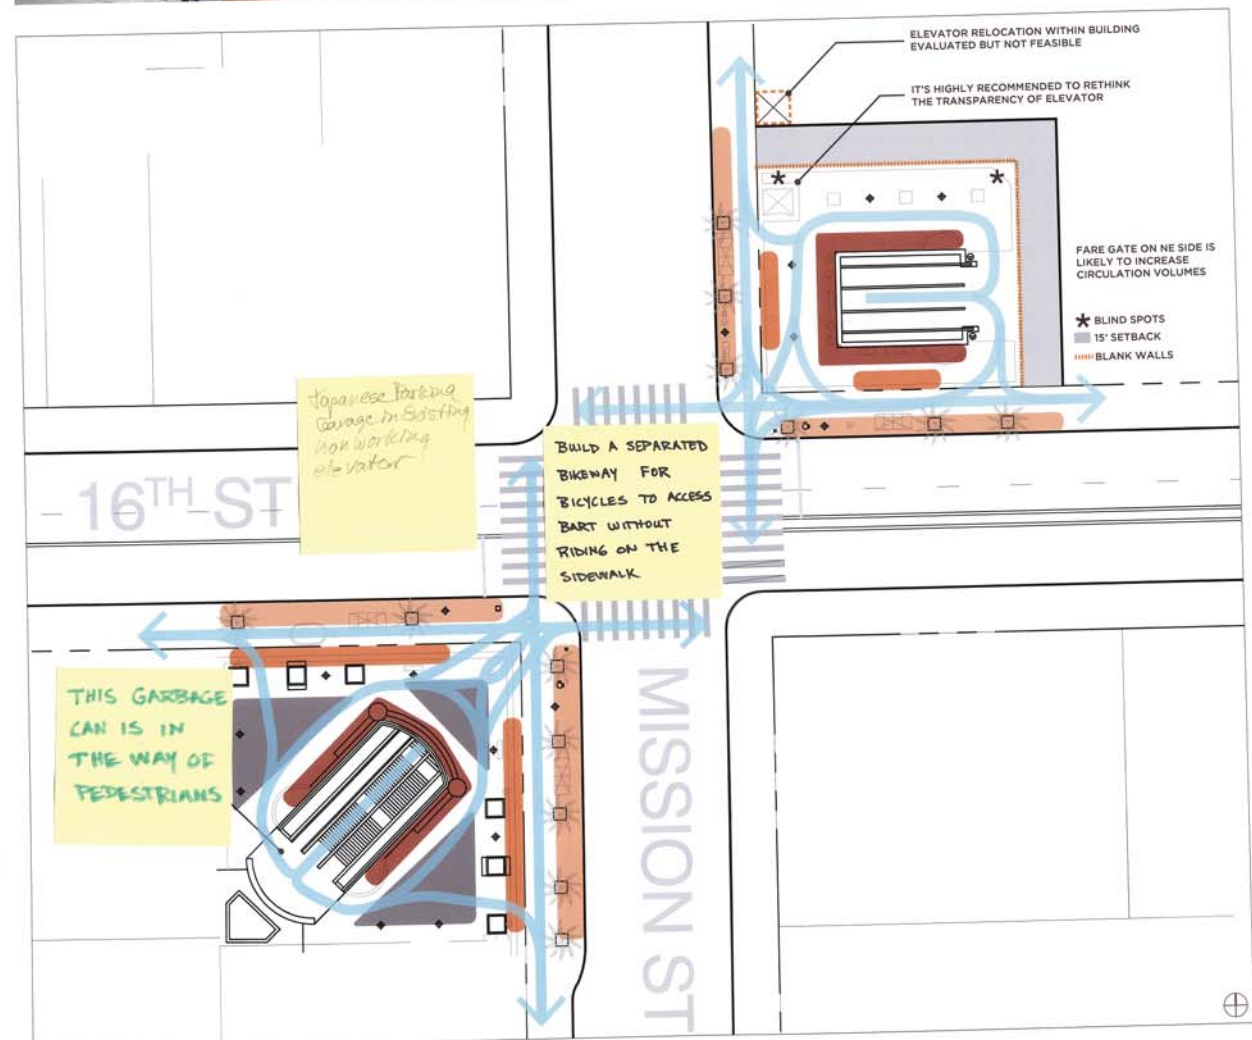 ELEVATOR RELOCATION WITHIN BUILDING
EVALUATED BUT NOT FEASIBLE
IT'S HIGHLY RECOMMENDED TO RETHINK
THE TRANSPARENCY OF ELEVATOR
FARE GATE ON NE SIDE IS
LIKELY TO INCREASE
CIRCULATION VOLUMES
BLIND SPOTS
15' SETBACK
BLANK WALLS
Japanese Parking
Garage in
non working
elevator
BUILD A SEPARATED
BIKEWAY FOR
BICYCLES TO ACCESS
BART WITHOUT
RIDING ON THE
SIDEWALK
16TH ST
THIS GARBAGE
CAN IS IN
THE WAY OF
PEDESTRIANS
MISSION ST